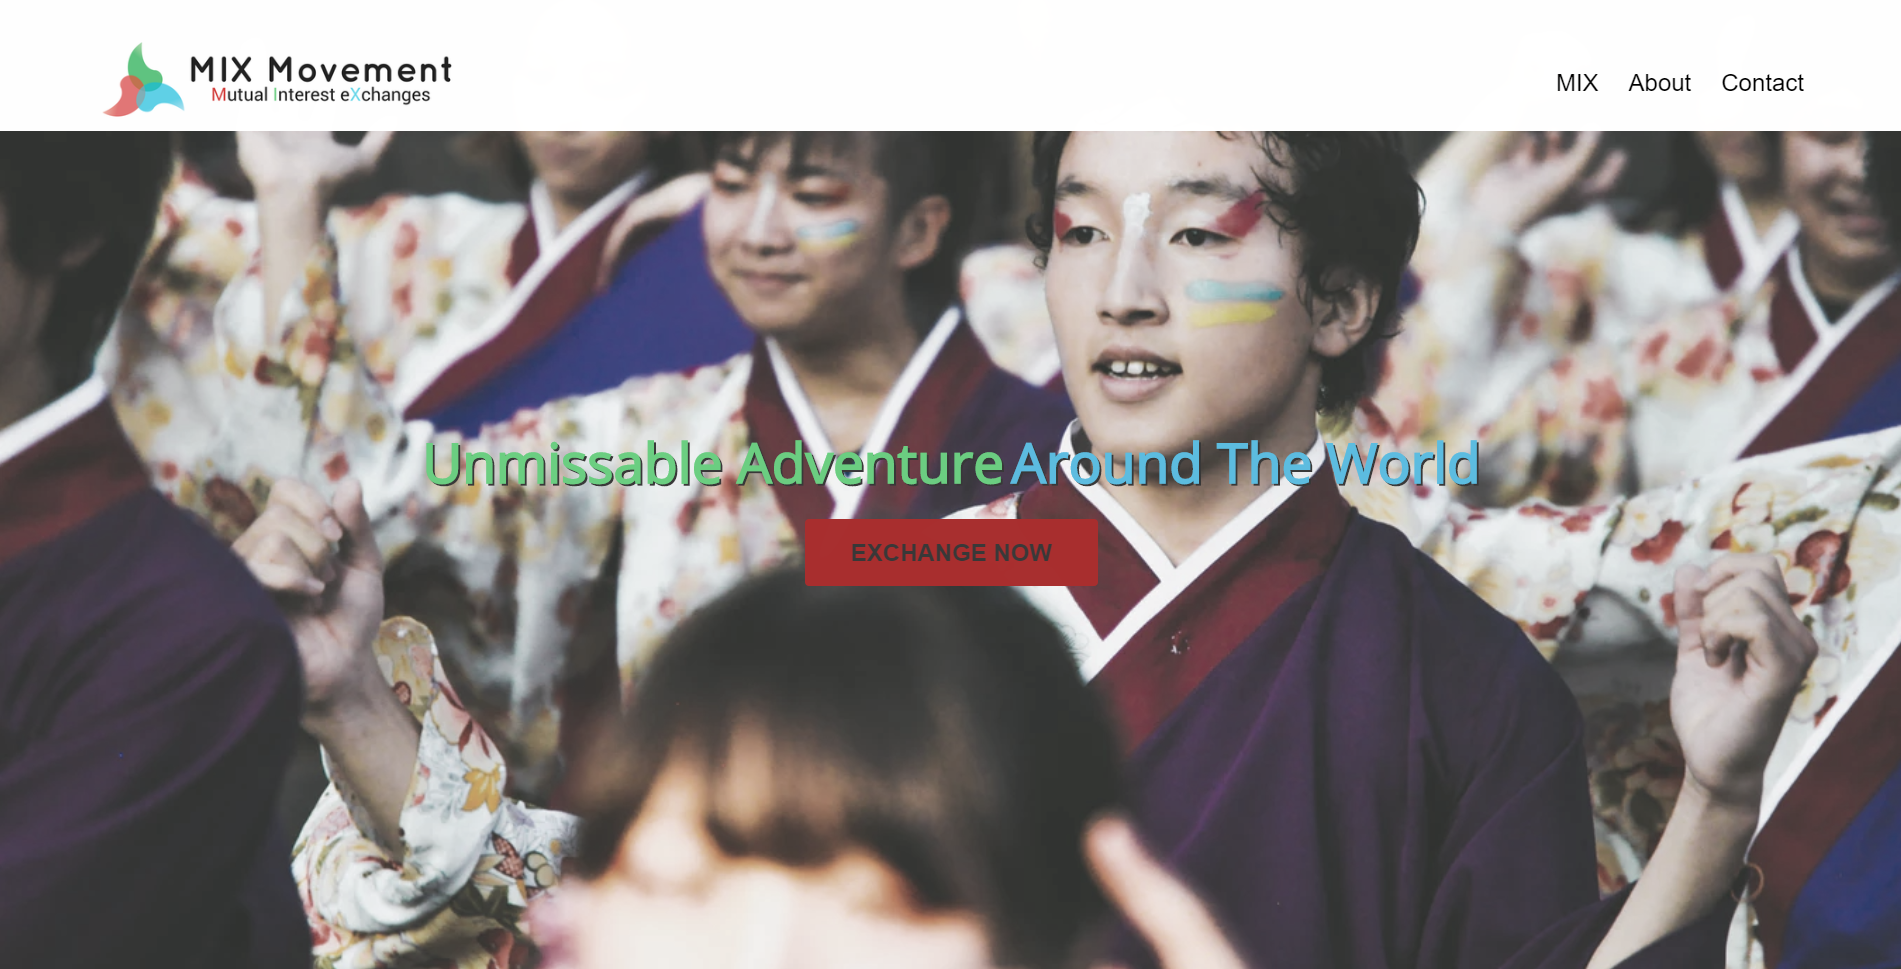 MIX Movement
Mutual Interest eXchanges
MIX About Contact
Unmissable Adventure Around The World
EXCHANGE NOW